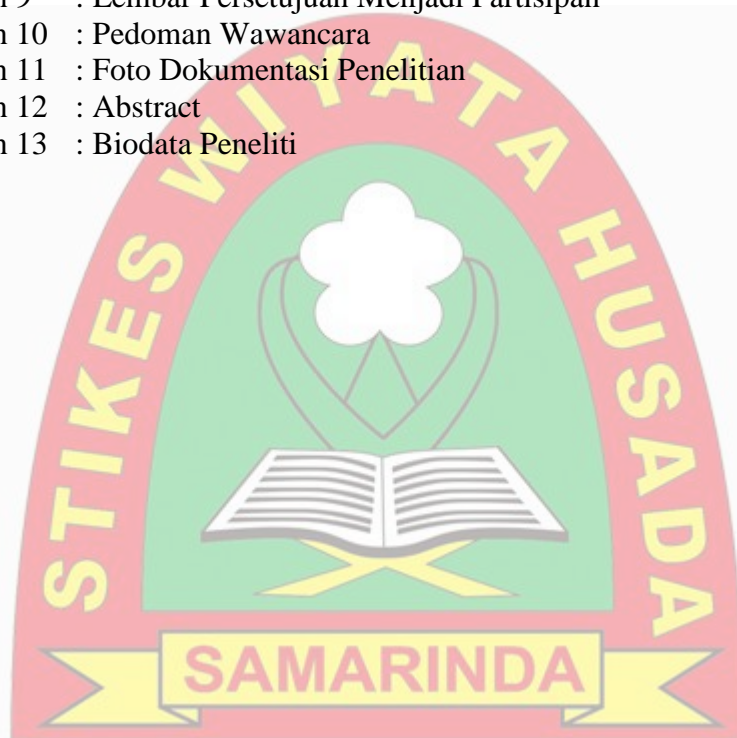 n 9 : Lembar Persetujuan Menjadi Partisipan
n 10 : Pedoman Wawancara
n 11 : Foto Dokumentasi Penelitian
n 12 : Abstract
n 13 : Biodata Peneliti
STIKES WIYATA HUSADA
SAMARINDA